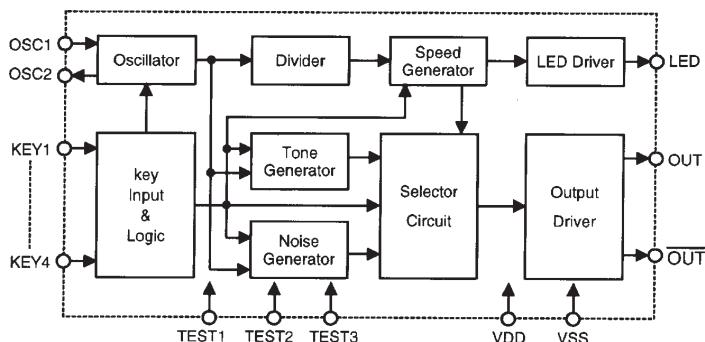 OSC1
OSC2
Oscillator
Divider
Speed
Generator
LED Driver
LED
KEY1
KEY4
key
Input
&
Logic
Tone
Generator
Noise
Generator
Selector
Circuit
Output
Driver
OUT
OUT
TEST1
TEST2
TEST3
VDD
VSS